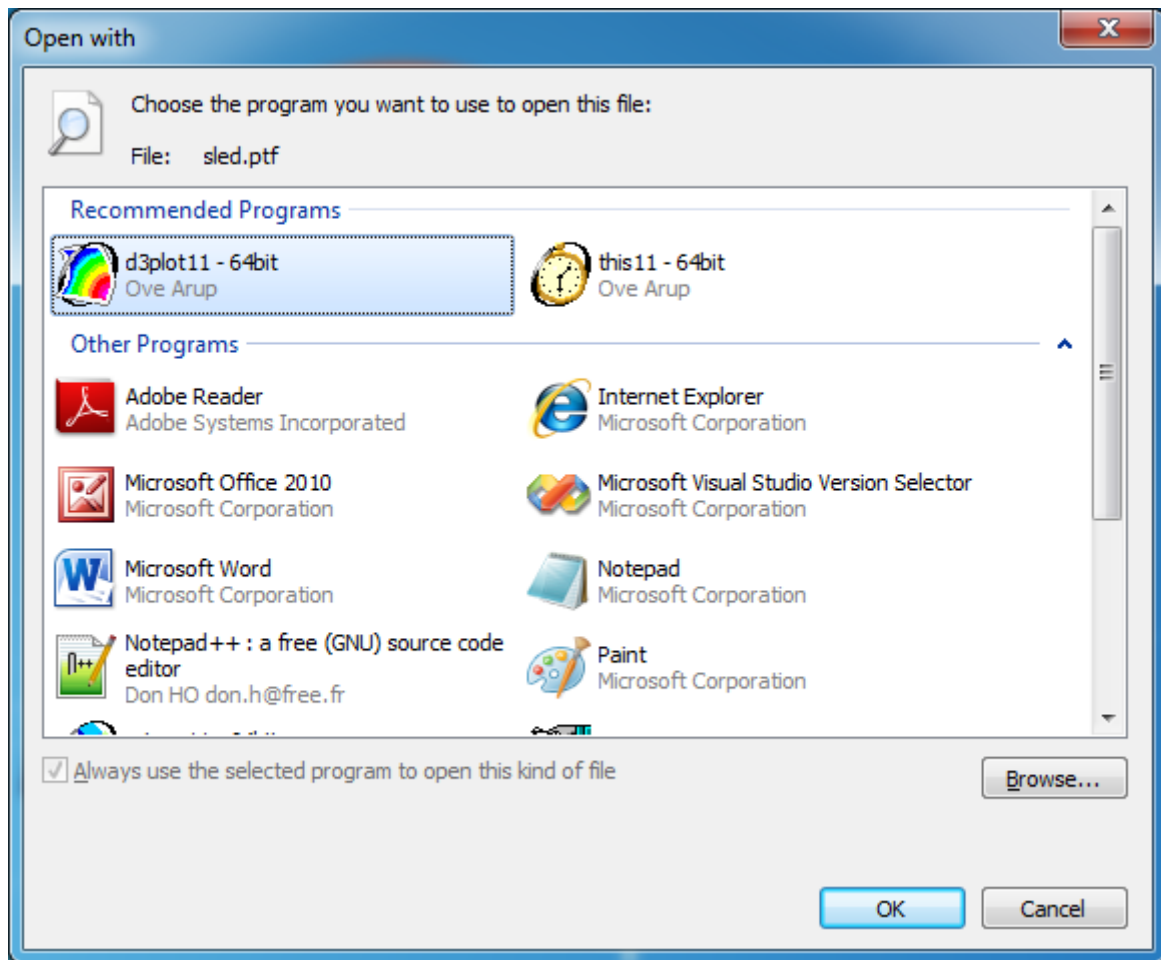 Open with
Choose the program you want to use to open this file:
File: sled.ptf
Recommended Programs
d3plot11 - 64bit
Ove Arup
this11 - 64bit
Ove Arup
Other Programs
Adobe Reader
Adobe Systems Incorporated
Internet Explorer
Microsoft Corporation
Microsoft Office 2010
Microsoft Corporation
Microsoft Visual Studio Version Selector
Microsoft Corporation
Microsoft Word
Microsoft Corporation
Notepad
Microsoft Corporation
Notepad++ : a free (GNU) source code
editor
Don HO don.h@free.fr
Paint
Microsoft Corporation
Always use the selected program to open this kind of file
Browse...
OK
Cancel